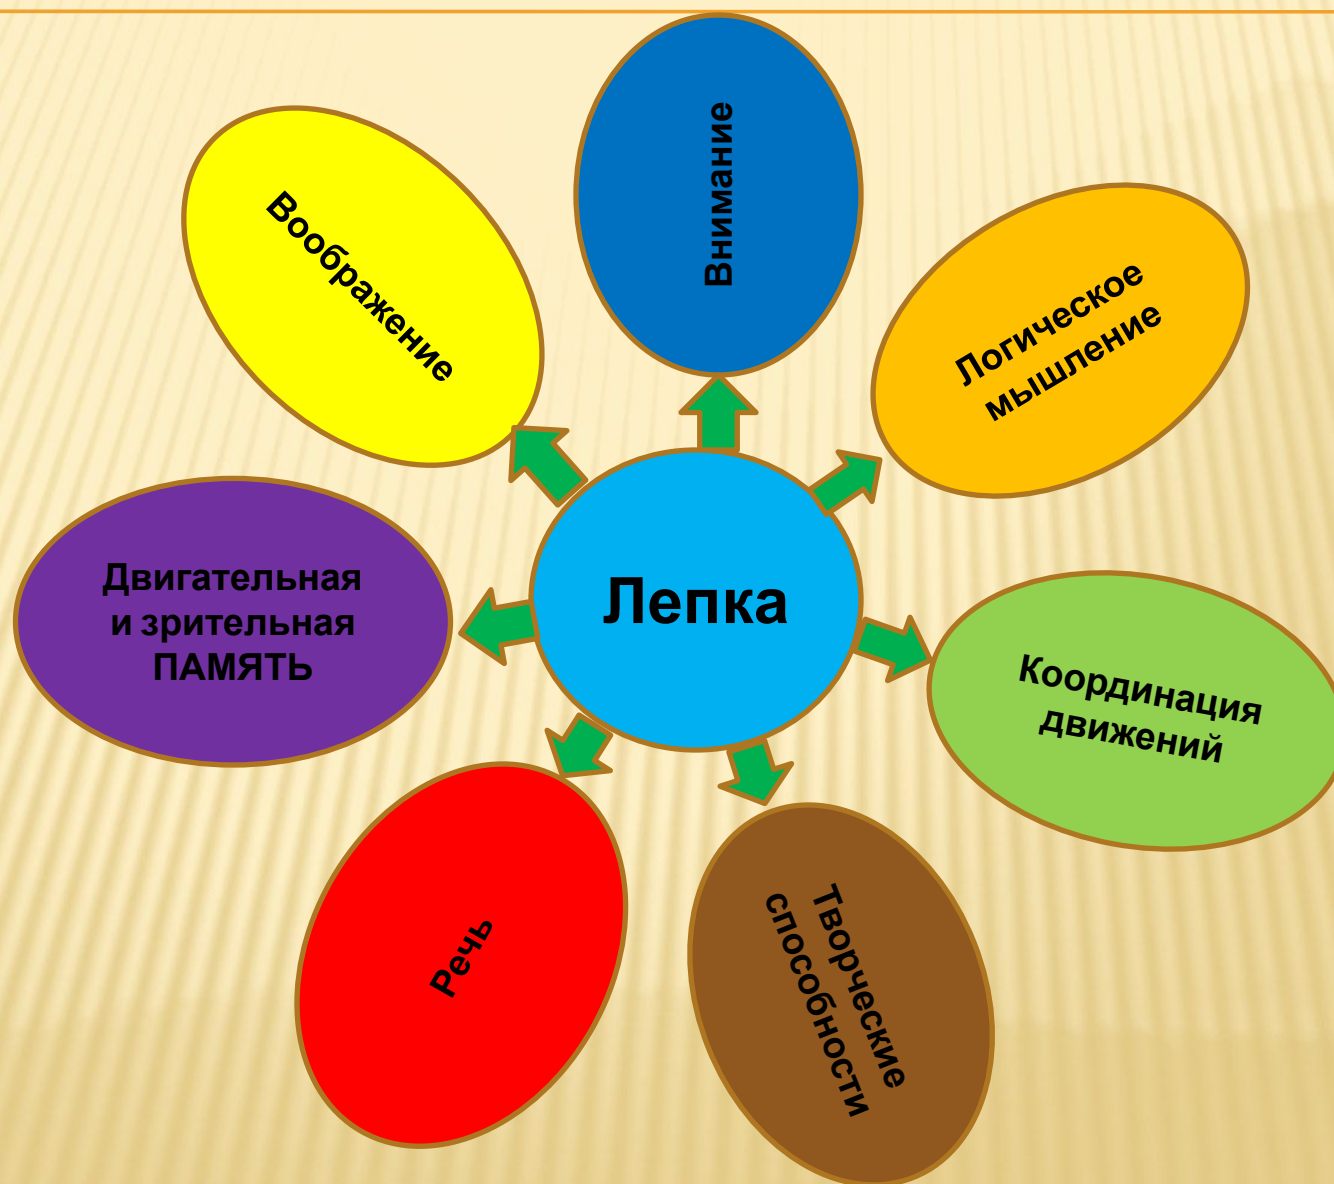 Внимание
Воображение
Логическое
мышление
Двигательная
и зрительная
ПАМЯТЬ
Лепка
Координация
движений
Речь
Творческие
способности